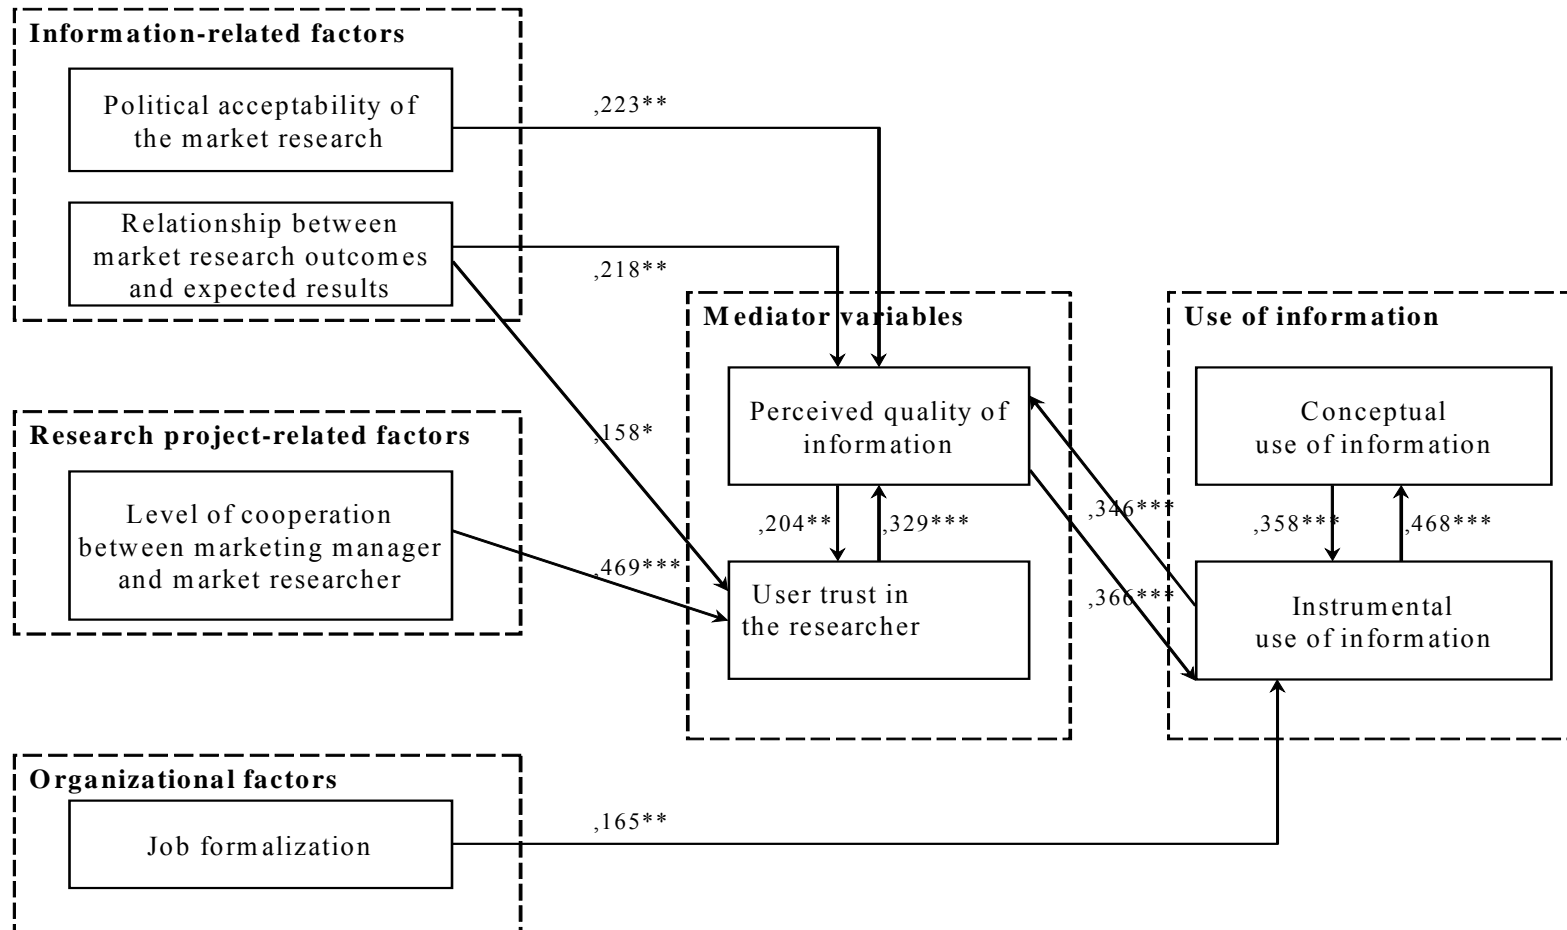 Information-related factors
Political acceptability of
the market research
,223**
Relationship between
market research outcomes
and expected results
,218**
Mediator variables
Use of information
Perceived quality of
information
Conceptual
use of information
Research project-related factors
,158*
Level of cooperation
between marketing manager
and market researcher
,469***
,204**
,329***
,346***
,358***
,468***
User trust in
the researcher
,366***
Instrumental
use of information
Organizational factors
Job formalization
,165**